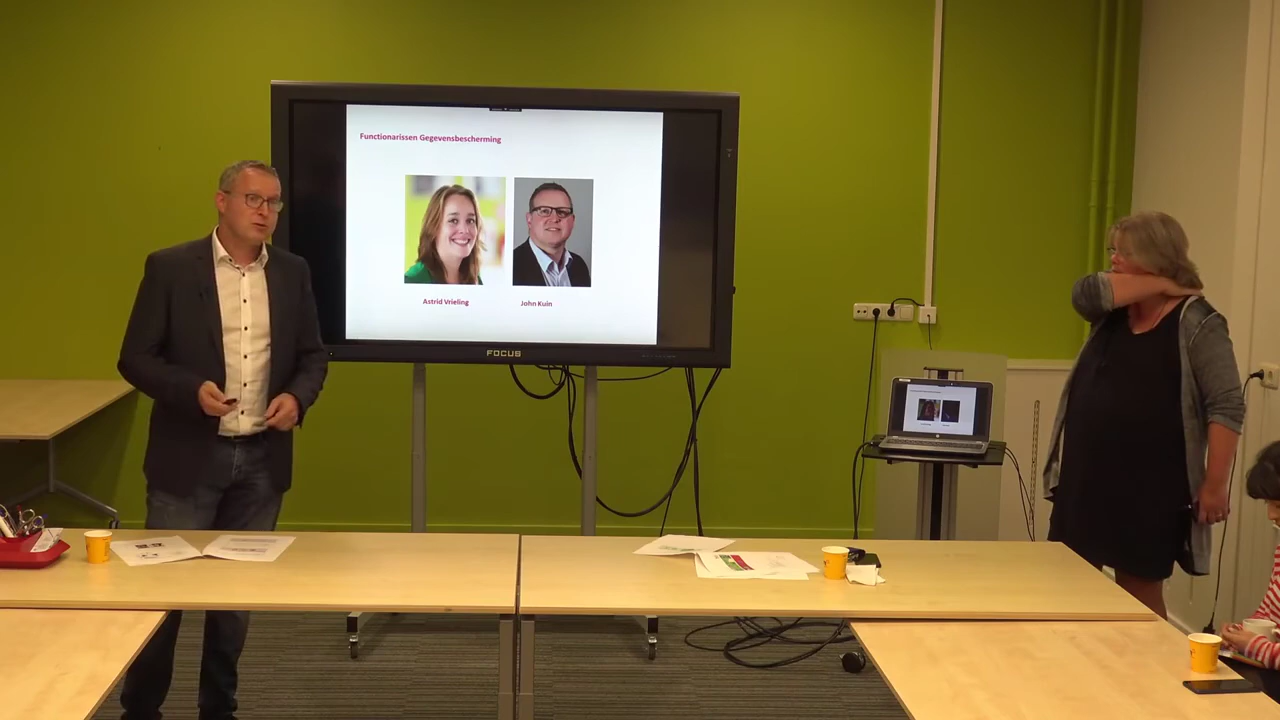 Functionarissen Gegevensbescherming
Astrid Vrieling
John Kuin
FOCUS